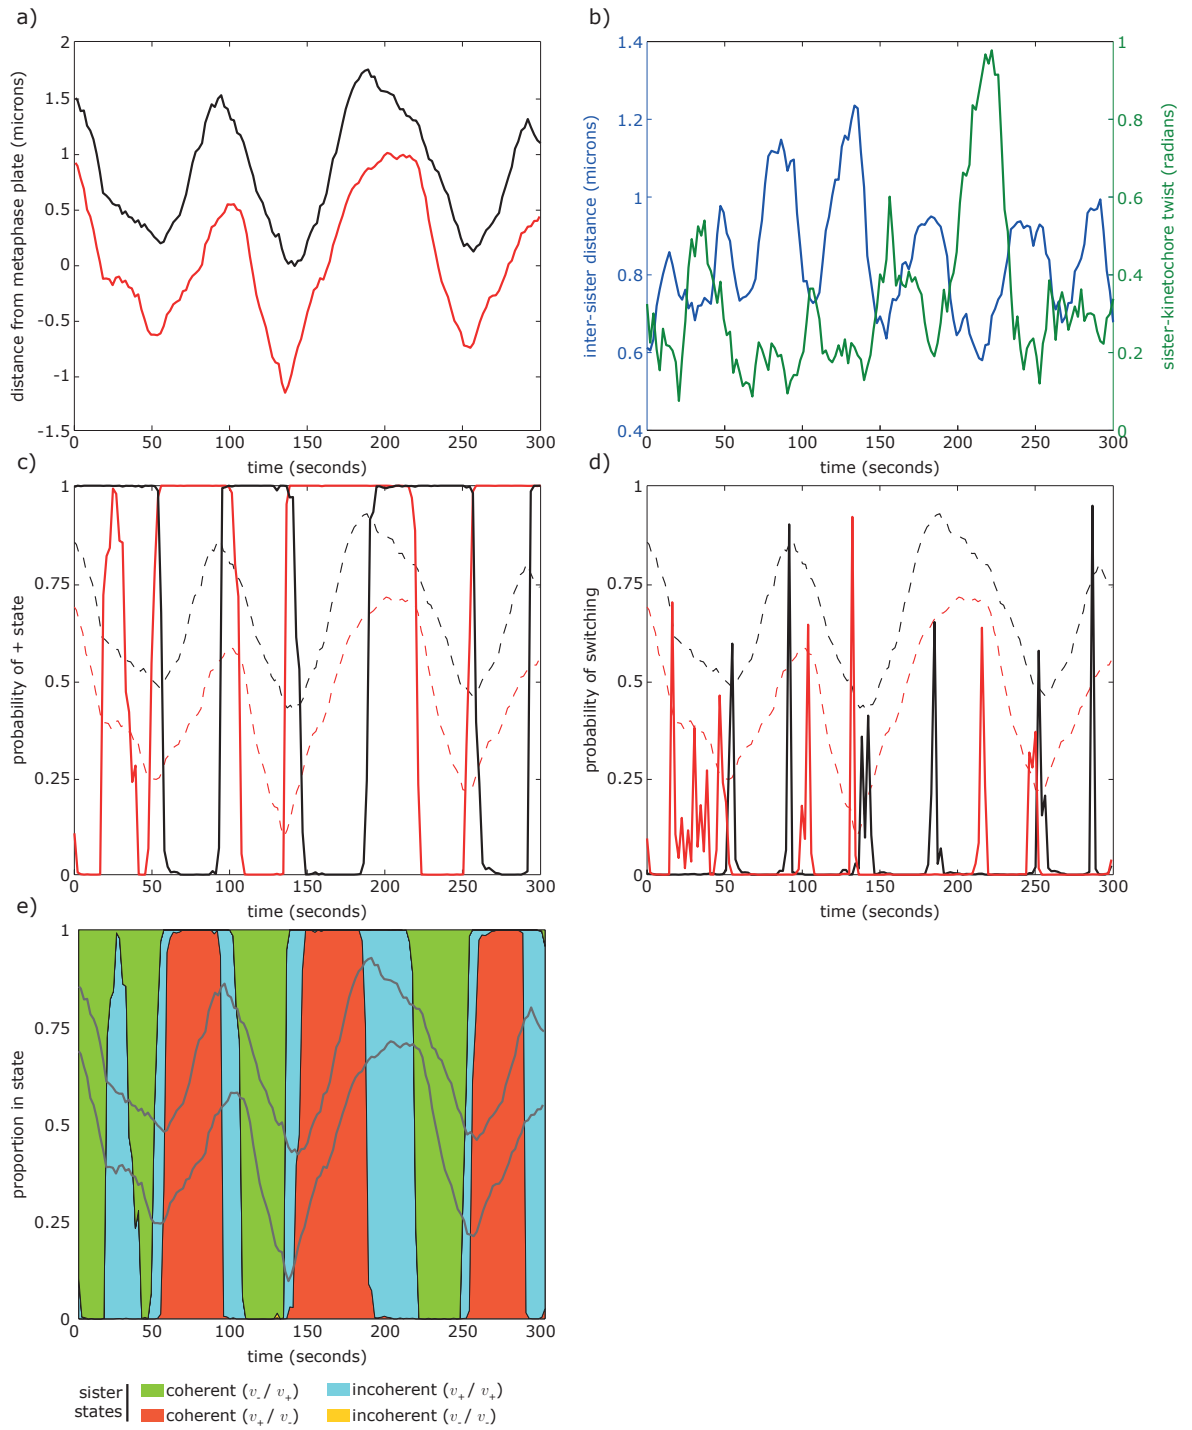 a)
distance from metaphase plate (microns)
2
1.5
1
0.5
0
-0.5
-1
-1.5
0 50 100 150 200 250 300
time (seconds)
b)
inter-sister distance (microns)
1.4
1.2
1
0.8
0.6
0.4
1
0.8
0.6
0.4
0.2
0
sister-kinetochore twist (radians)
0 50 100 150 200 250 300
time (seconds)
c)
probability of + state
1
0.75
0.5
0.25
0
0 50 100 150 200 250 300
time (seconds)
d)
probability of switching
1
0.75
0.5
0.25
0
0 50 100 150 200 250 300
time (seconds)
e)
proportion in state
1
0.75
0.5
0.25
0
0 50 100 150 200 250 300
time (seconds)
sister
states
coherent (v₋/ v₊)
incoherent (v₊/ v₊)
coherent (v₊/ v₋)
incoherent (v₋/ v₋)